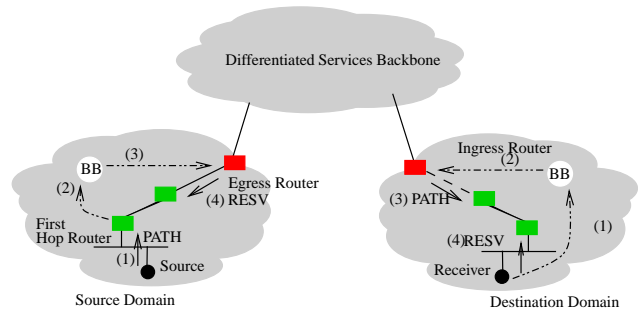 Differentiated Services Backbone
BB
(3)
(2)
Egress Router
(4) RESV
First
Hop Router
PATH
(1)
Source
Source Domain
Ingress Router
(2)
BB
(3) PATH
(1)
(4)RESV
Receiver
Destination Domain